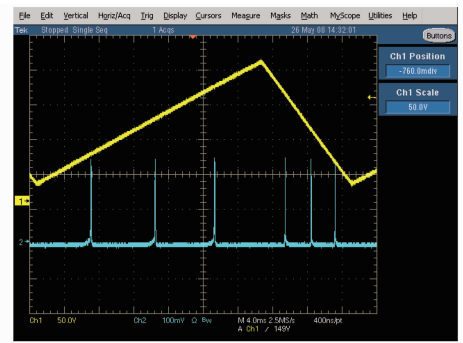 File Edit Vertical Horiz/Acq Trig Display Cursors Measure Masks Math MyScope Utilities Help
Tek Stopped Single Seq 1 Acqs 26 May 08 14:32:01
Buttons
Ch1 Position
-760.0mdiv
Ch1 Scale
50.0V
1
2
Ch1 50.0V Ch2 100mV Ω Bw M 4.0ms 2.5MS/s 400ns/pt
A Ch1 / 149V